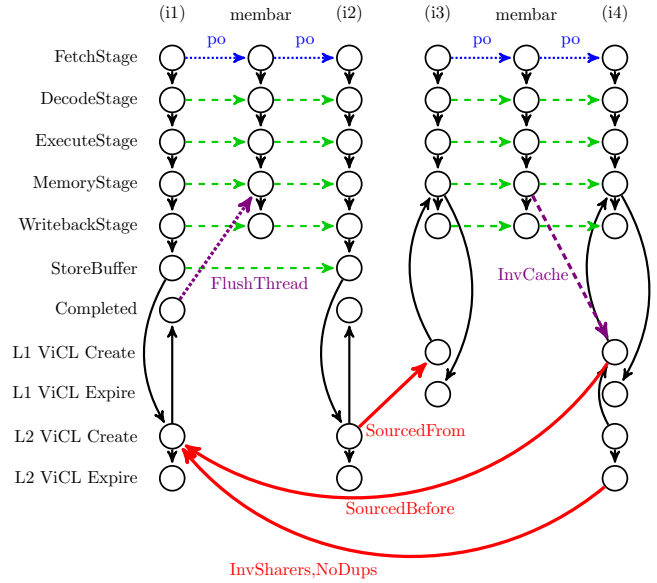 (i1) membar (i2) (i3) membar (i4)
po po po po
FetchStage
DecodeStage
ExecuteStage
MemoryStage
WritebackStage
StoreBuffer
InvCache
FlushThread
Completed
L1 ViCL Create
L1 ViCL Expire
SourcedFrom
L2 ViCL Create
L2 ViCL Expire
SourcedBefore
InvSharers,NoDups